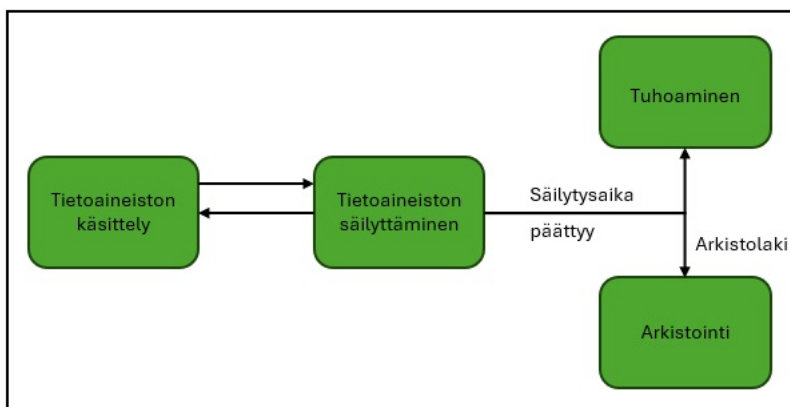 Tietoaineiston
käsittely
Tietoaineiston
säilyttäminen
Säilytysaika
päättyy
Tuhoaminen
Arkistolaki
Arkistointi